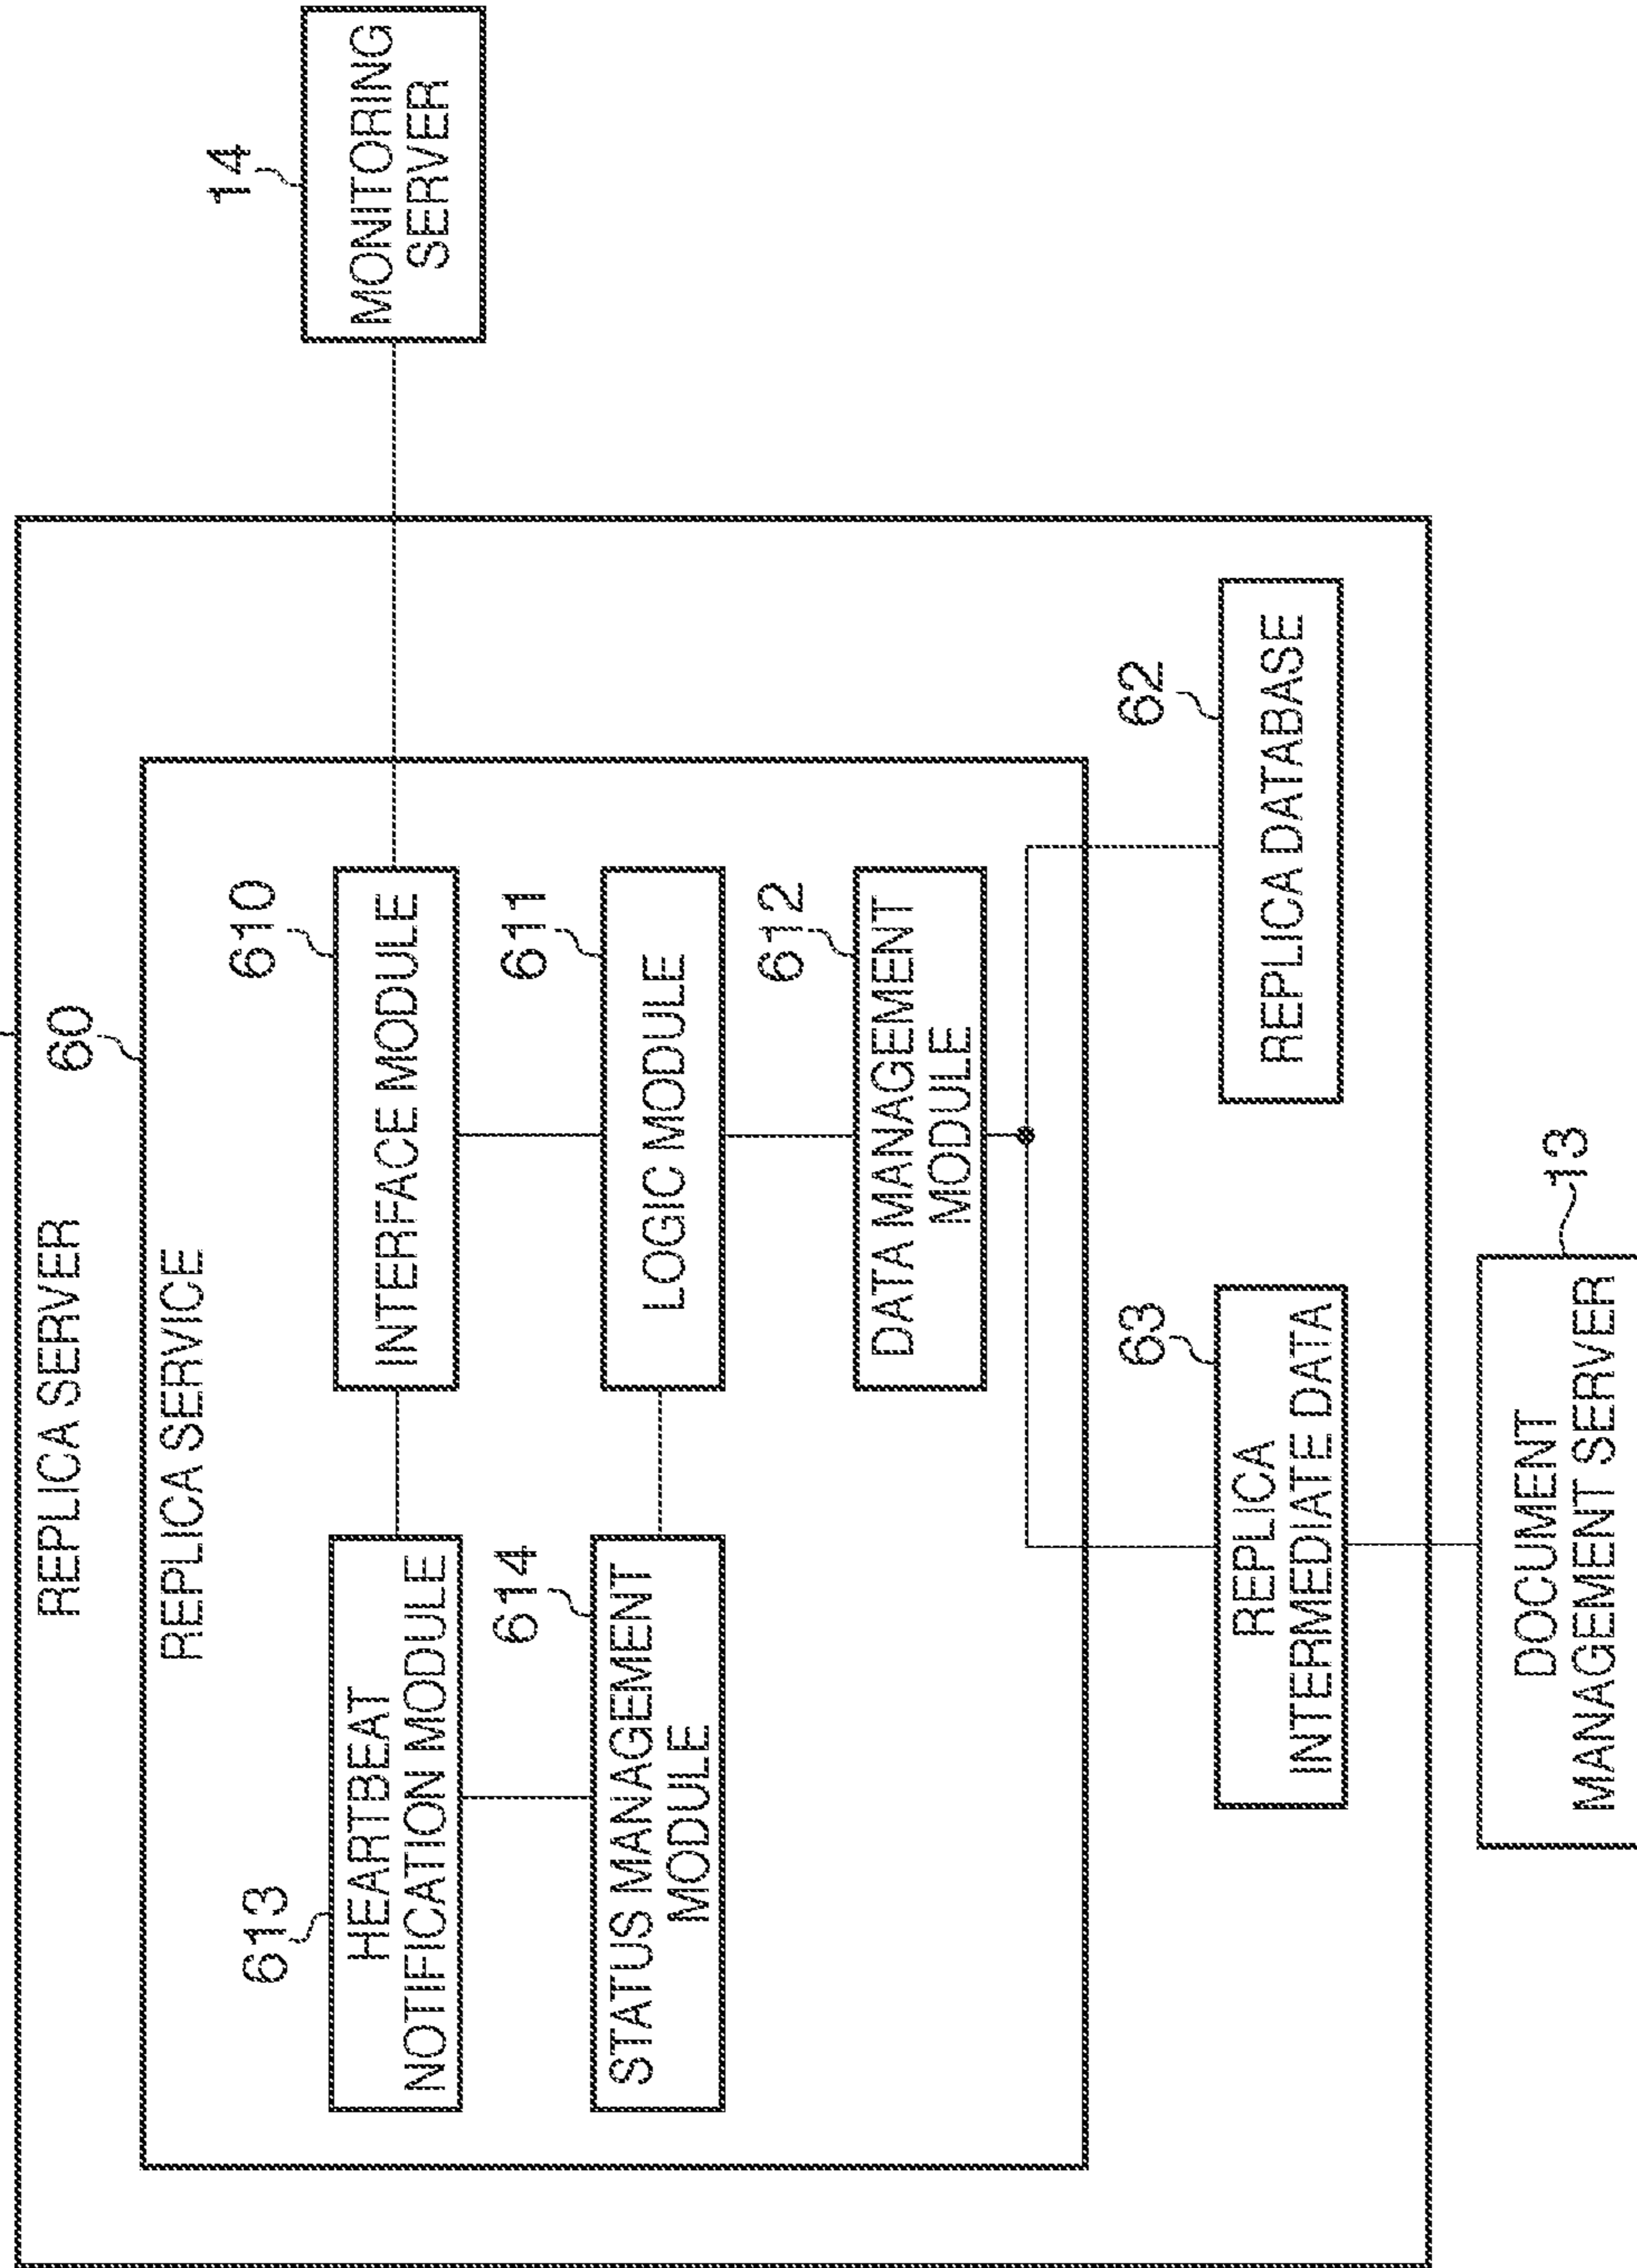 REPLICA SERVER
60
REPLICA SERVICE
14
MONITORING
SERVER
613
HEARTBEAT
NOTIFICATION MODULE
610
INTERFACE MODULE
614
STATUS MANAGEMENT
MODULE
611
LOGIC MODULE
612
DATA MANAGEMENT
MODULE
63
REPLICA
INTERMEDIATE DATA
62
REPLICA DATABASE
13
DOCUMENT
MANAGEMENT SERVER